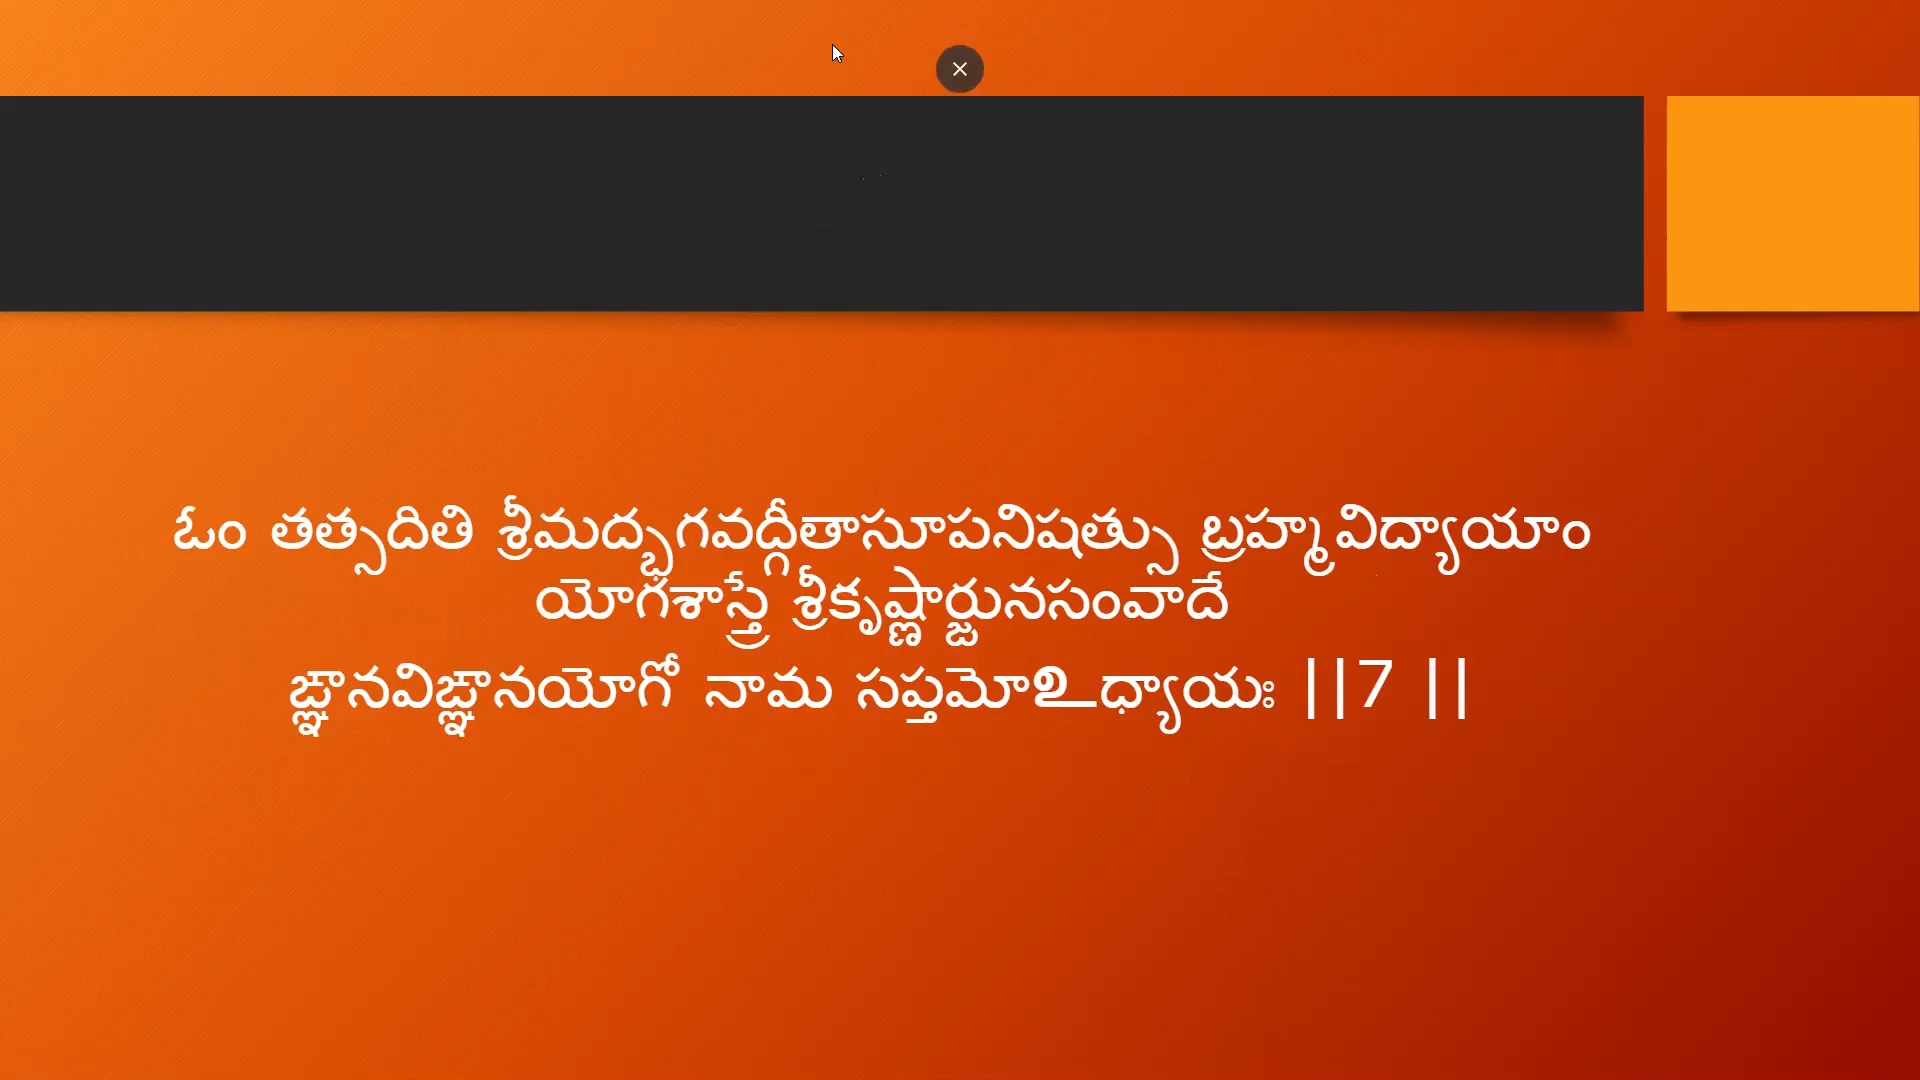 ఓం తత్సదితి శ్రీమద్భగవద్గీతాసూపనిషత్సు బ్రహ్మవిద్యాయాం
యోగశాస్త్రే శ్రీకృష్ణార్జునసంవాదే
ఙ్ఞానవిఙ్ఞానయోగో నామ సప్తమోఽధ్యాయః ||7 ||